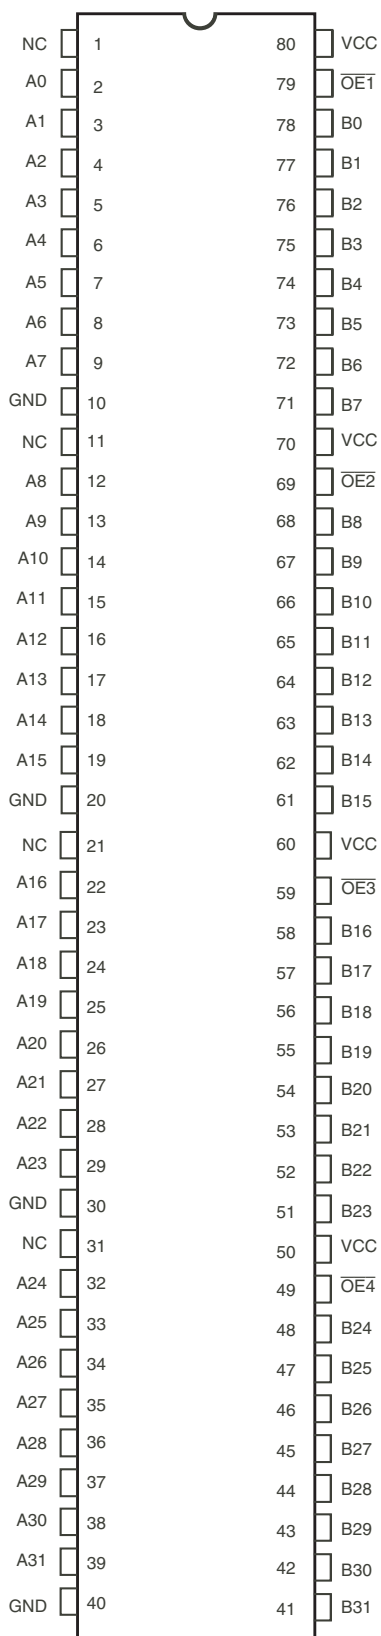 NC 1 80 VCC
A0 2 79 OE1
A1 3 78 B0
A2 4 77 B1
A3 5 76 B2
A4 6 75 B3
A5 7 74 B4
A6 8 73 B5
A7 9 72 B6
GND 10 71 B7
NC 11 70 VCC
A8 12 69 OE2
A9 13 68 B8
A10 14 67 B9
A11 15 66 B10
A12 16 65 B11
A13 17 64 B12
A14 18 63 B13
A15 19 62 B14
GND 20 61 B15
NC 21 60 VCC
A16 22 59 OE3
A17 23 58 B16
A18 24 57 B17
A19 25 56 B18
A20 26 55 B19
A21 27 54 B20
A22 28 53 B21
A23 29 52 B22
GND 30 51 B23
NC 31 50 VCC
A24 32 49 OE4
A25 33 48 B24
A26 34 47 B25
A27 35 46 B26
A28 36 45 B27
A29 37 44 B28
A30 38 43 B29
A31 39 42 B30
GND 40 41 B31